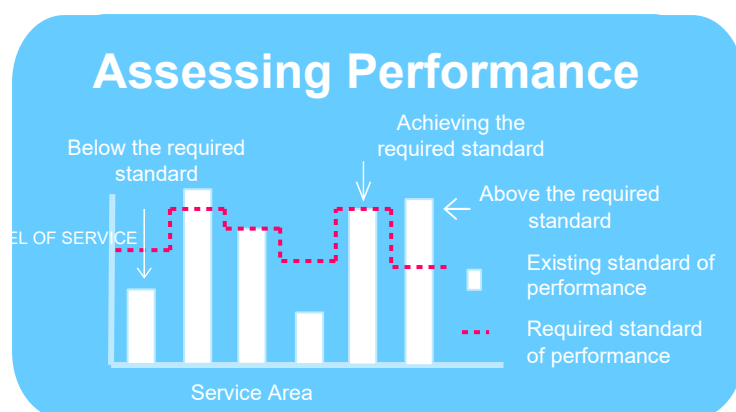 Assessing Performance
Achieving the
required standard
Below the required
standard
Above the required
standard
OF SERVICE
Existing standard of
performance
Required standard
of performance
Service Area